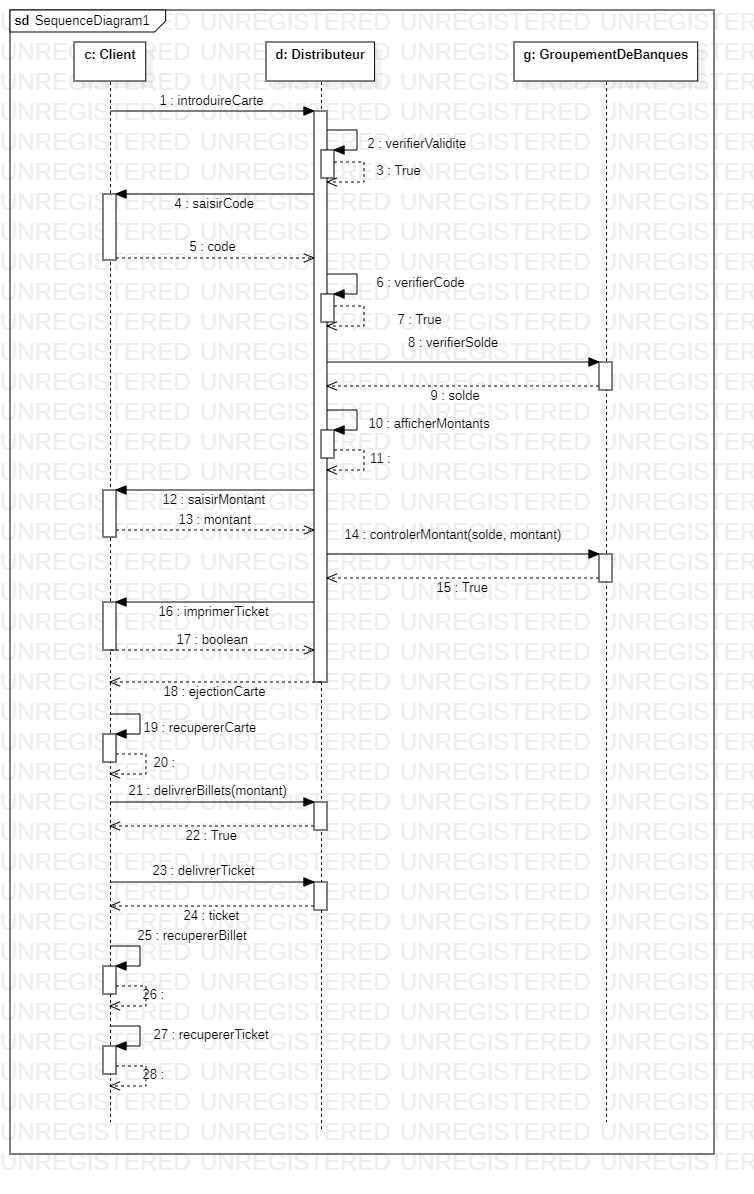 sd SequenceDiagram1
c: Client
d: Distributeur
g: GroupementDeBanques
1 : introduireCarte
2 : verifierValidite
3 : True
4 : saisirCode
5 : code
6 : verifierCode
7 : True
8 : verifierSolde
9 : solde
10 : afficherMontants
11 :
12 : saisirMontant
13 : montant
14 : controlerMontant(solde, montant)
15 : True
16 : imprimerTicket
17 : boolean
18 : ejectionCarte
19 : recupererCarte
20 :
21 : delivrerBillets(montant)
22 : True
23 : delivrerTicket
24 : ticket
25 : recupererBillet
26 :
27 : recupererTicket
28 :
UNREGISTERED